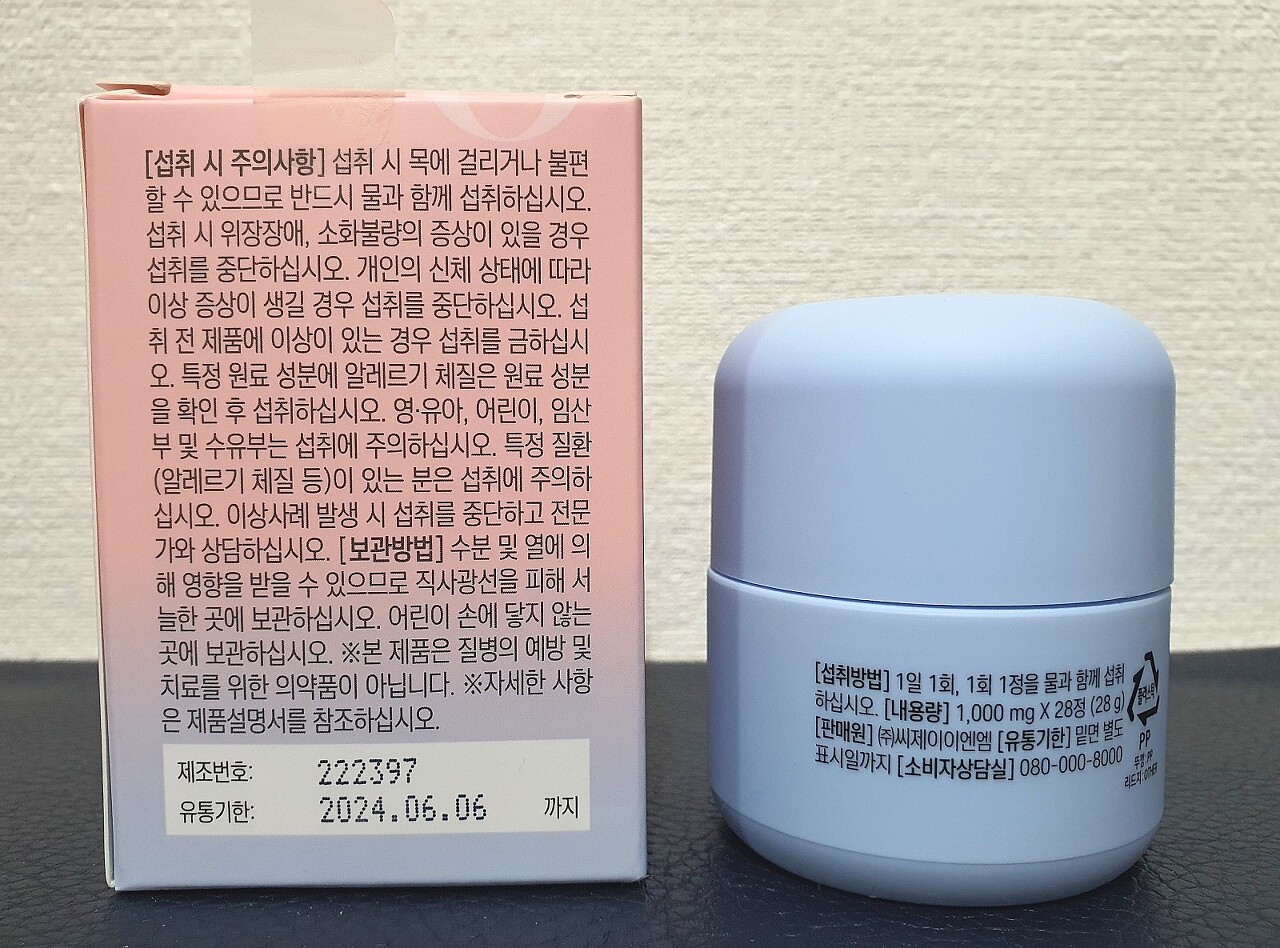 [섭취 시 주의사항] 섭취 시 목에 걸리거나 불편
할 수 있으므로 반드시 물과 함께 섭취하십시오.
섭취 시 위장장애, 소화불량의 증상이 있을 경우
섭취를 중단하십시오. 개인의 신체 상태에 따라
이상 증상이 생길 경우 섭취를 중단하십시오. 섭
취 전 제품에 이상이 있는 경우 섭취를 금하십시
오. 특정 원료 성분에 알레르기 체질은 원료 성분
을 확인 후 섭취하십시오. 영·유아, 어린이, 임산
부 및 수유부는 섭취에 주의하십시오. 특정 질환
(알레르기 체질 등)이 있는 분은 섭취에 주의하
십시오. 이상사례 발생 시 섭취를 중단하고 전문
가와 상담하십시오. [보관방법] 수분 및 열에 의
해 영향을 받을 수 있으므로 직사광선을 피해 서
늘한 곳에 보관하십시오. 어린이 손에 닿지 않는
곳에 보관하십시오. ※본 제품은 질병의 예방 및
치료를 위한 의약품이 아닙니다. ※자세한 사항
은 제품설명서를 참조하십시오.
제조번호: 222397
유통기한: 2024.06.06 까지
[섭취방법] 1일 1회, 1회 1정을 물과 함께 섭취
하십시오. [내용량] 1,000 mg X 28정 (28 g)
[판매원] ㈜씨제이이엔엠 [유통기한] 밑면 별도
표시일까지 [소비자상담실] 080-000-8000
플라스틱
PP
뚜껑: PP
리드지: OTHER